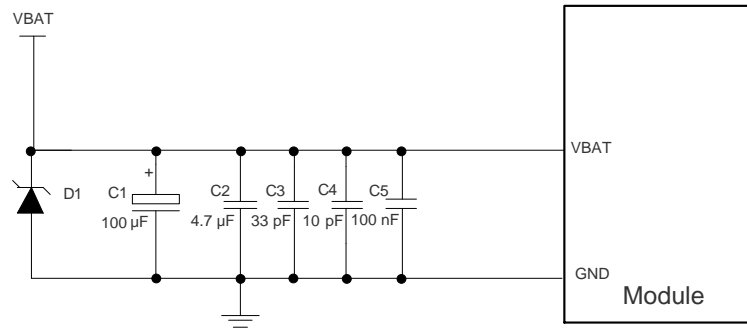 VBAT
VBAT
+
D1
C1
C2
C3
C4
C5
100 µF
4.7 µF
33 pF
10 pF
100 nF
GND
Module